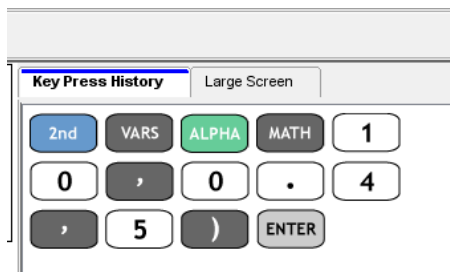 Key Press History Large Screen
2nd VARS ALPHA MATH 1
0 , 0 . 4
, 5 ) ENTER